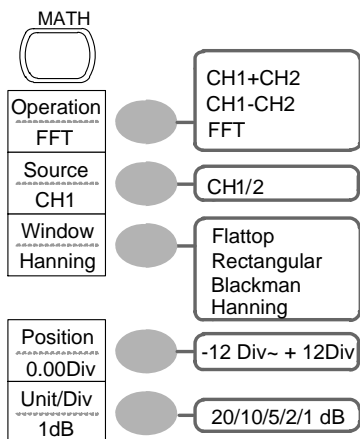 MATH
Operation
FFT
CH1+CH2
CH1-CH2
FFT
Source
CH1
CH1/2
Window
Hanning
Flattop
Rectangular
Blackman
Hanning
Position
0.00Div
-12 Div~ + 12Div
Unit/Div
1dB
20/10/5/2/1 dB